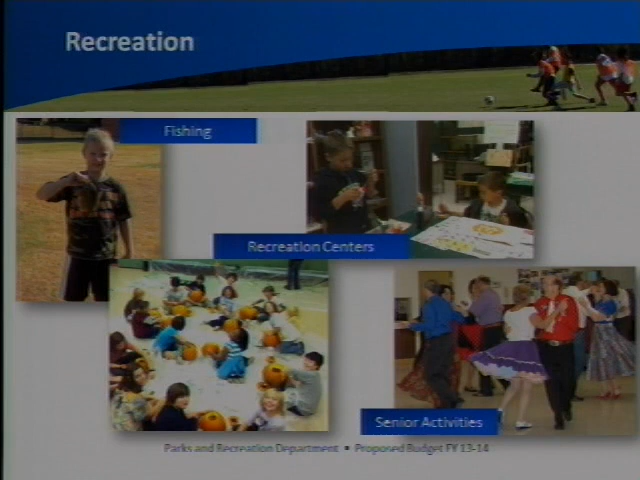 Recreation
Fishing
Recreation Centers
Senior Activities
Parks and Recreation Department • Proposed Budget FY 13-14